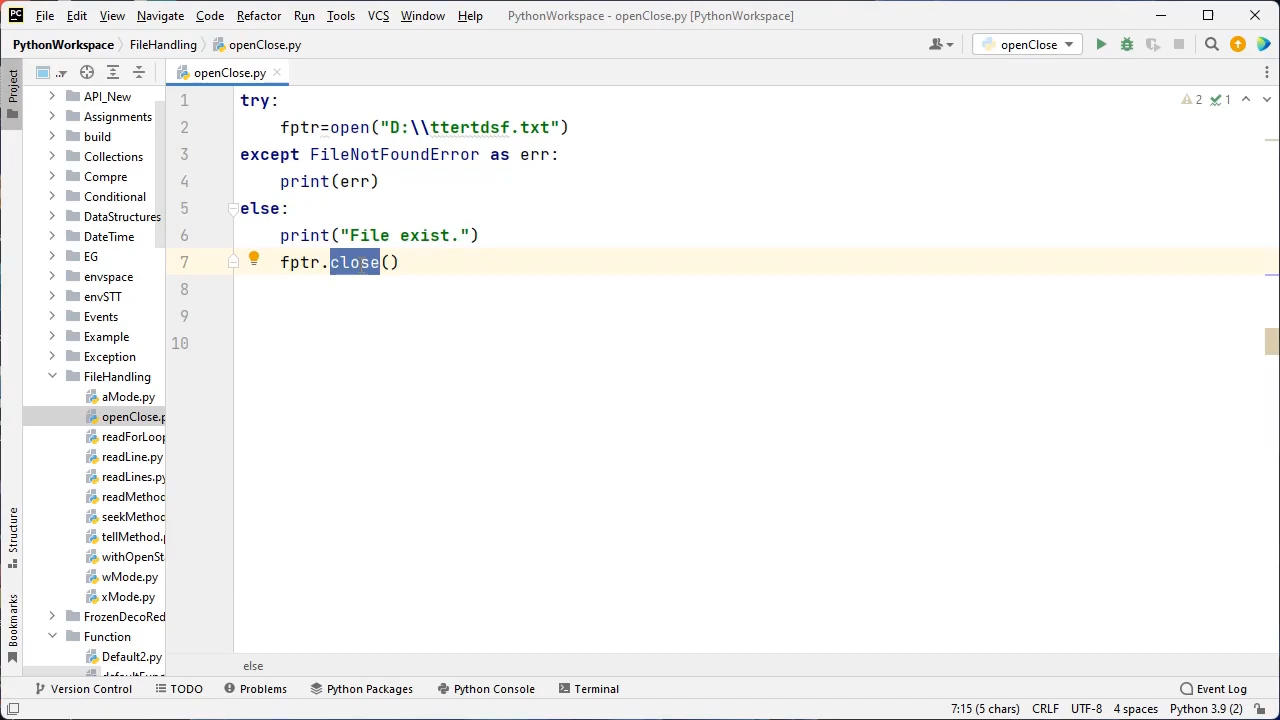 PC File Edit View Navigate Code Refactor Run Tools VCS Window Help PythonWorkspace - openClose.py [PythonWorkspace]
PythonWorkspace FileHandling openClose.py openClose
Project
openClose.py
API_New
Assignments
build
Collections
Compre
Conditional
DataStructures
DateTime
EG
envspace
envSTT
Events
Example
Exception
FileHandling
aMode.py
openClose.p
readForLoop
readLine.py
readLines.py
readMethod
seekMethod
tellMethod.p
withOpenSt
wMode.py
xMode.py
FrozenDecoRed
Function
Default2.py
Structure
Bookmarks
2 1
1 try:
2 fptr=open("D:\\ttertdsf.txt")
3 except FileNotFoundError as err:
4 print(err)
5 else:
6 print("File exist.")
7 fptr.close()
8
9
10
else
Version Control TODO Problems Python Packages Python Console Terminal Event Log
7:15 (5 chars) CRLF UTF-8 4 spaces Python 3.9 (2)